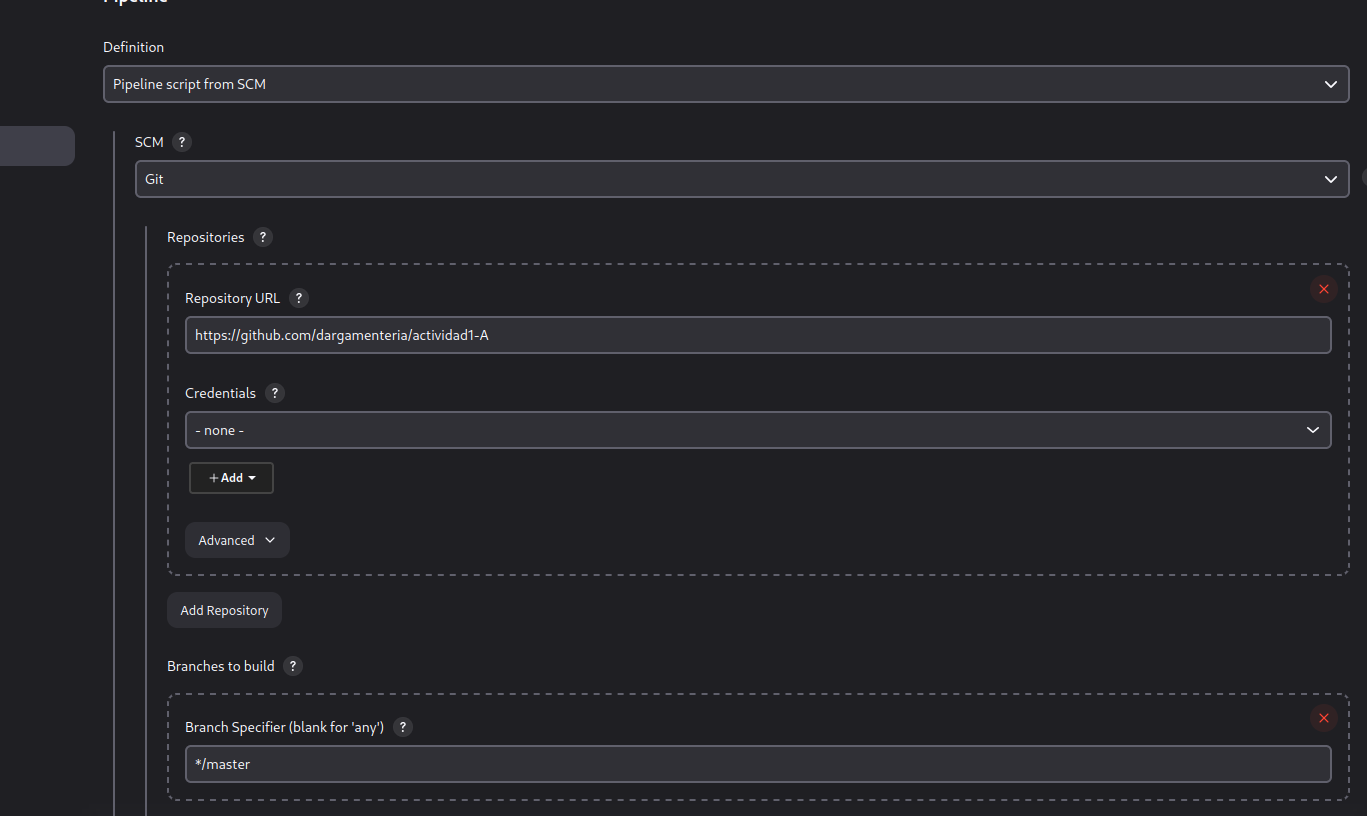 Pipeline
Definition
Pipeline script from SCM
SCM ?
Git
Repositories ?
Repository URL ?
https://github.com/dargamenteria/actividad1-A
Credentials ?
- none -
+ Add
Advanced
Add Repository
Branches to build ?
Branch Specifier (blank for 'any') ?
*/master